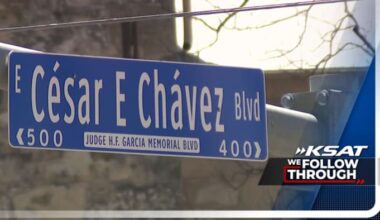 E César E Chávez Blvd
<500 JUDGE H.F. GARCIA MEMORIAL BLVD 400>
KSAT
WE FOLLOW
THROUGH